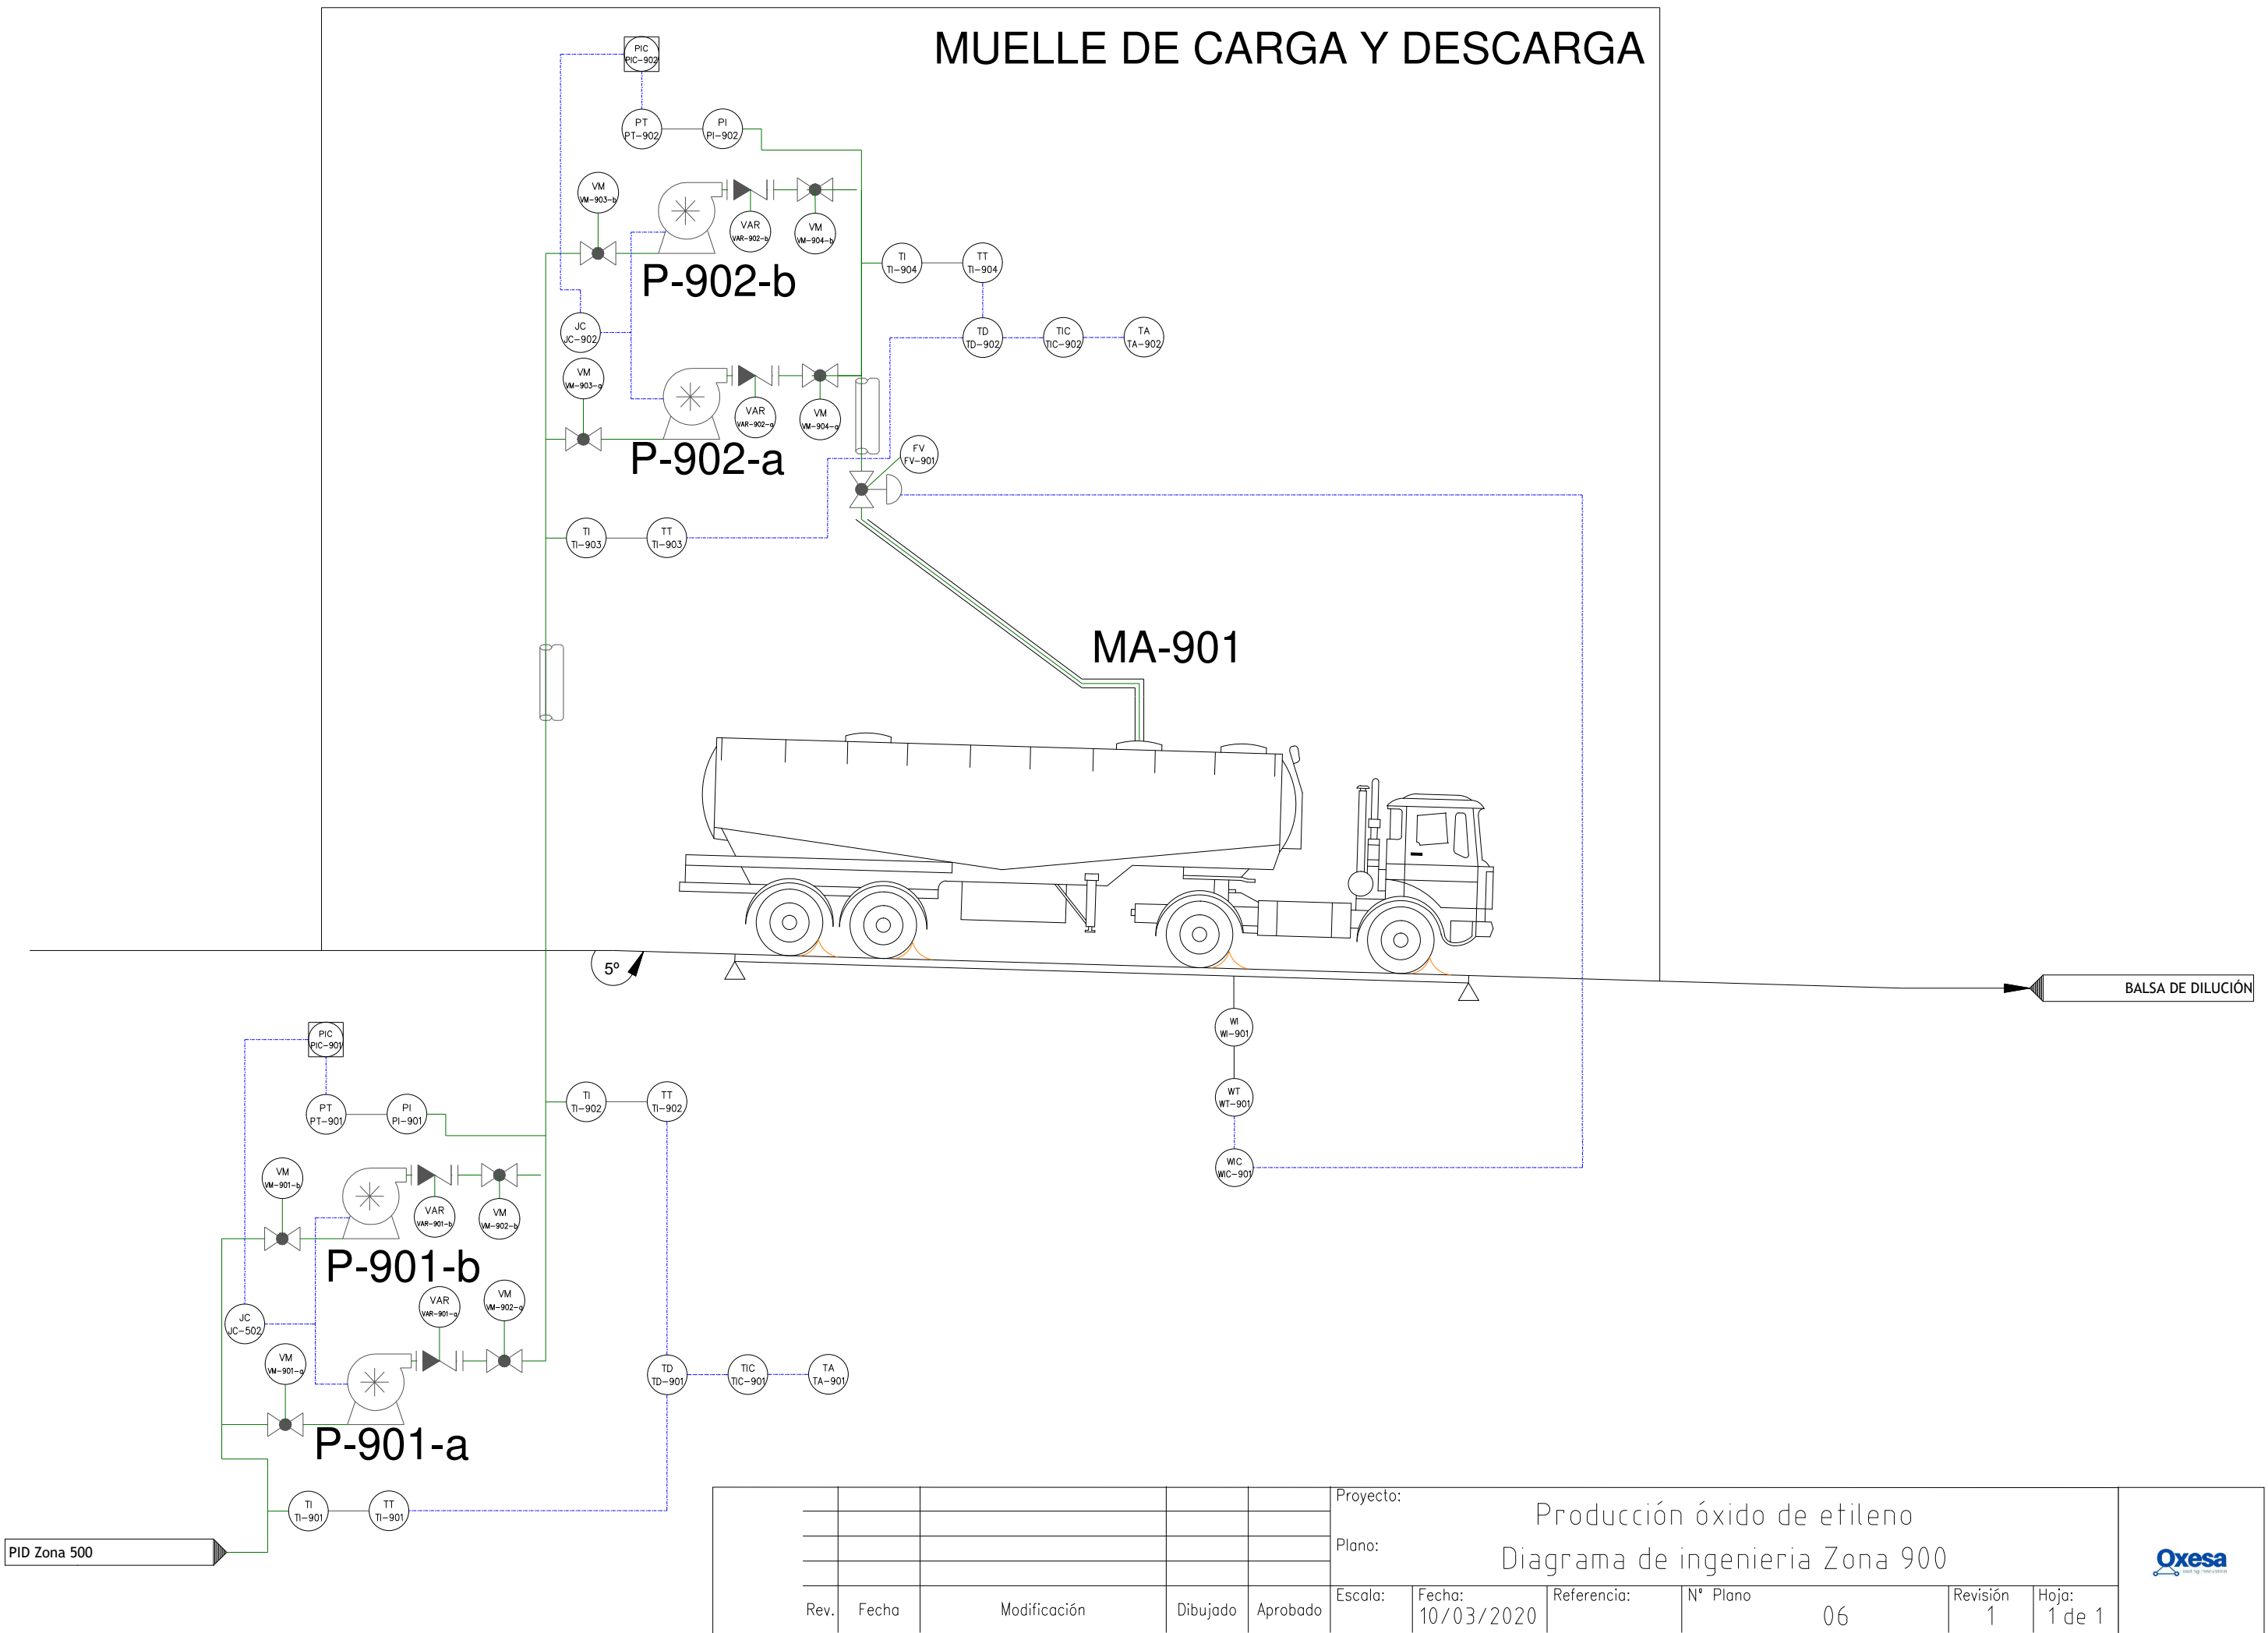 MUELLE DE CARGA Y DESCARGA
PIC
PIC-902
PT
PT-902
PI
PI-902
VM
VM-903-b
VAR
VAR-902-b
VM
VM-904-b
P-902-b
TI
TI-904
TT
TI-904
JC
JC-902
TD
TD-902
TIC
TIC-902
TA
TA-902
VM
VM-903-a
VAR
VAR-902-a
VM
VM-904-a
P-902-a
FV
FV-901
TI
TI-903
TT
TI-903
MA-901
5º
BALSA DE DILUCIÓN
WI
WI-901
WT
WT-901
WIC
WIC-901
PIC
PIC-901
PT
PT-901
PI
PI-901
TI
TI-902
TT
TI-902
VM
VM-901-b
VAR
VAR-901-b
VM
VM-902-b
P-901-b
VAR
VAR-901-a
VM
VM-902-a
JC
JC-502
VM
VM-901-a
TD
TD-901
TIC
TIC-901
TA
TA-901
P-901-a
TI
TI-901
TT
TI-901
PID Zona 500
Proyecto:
Producción óxido de etileno
Plano:
Diagrama de ingenieria Zona 900
Rev.
Fecha
Modificación
Dibujado
Aprobado
Escala:
Fecha:
10/03/2020
Referencia:
Nº Plano
06
Revisión
1
Hoja:
1 de 1
Oxesa